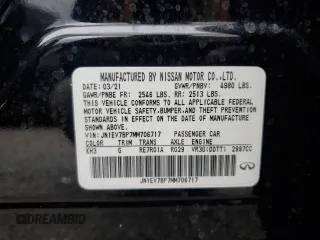 MANUFACTURED BY NISSAN MOTOR CO., LTD.
DATE: 03/21 GVWR/PNBV: 4980 LBS.
GAWR/PNBE FR: 2546 LBS. RR: 2513 LBS.
THIS VEHICLE CONFORMS TO ALL APPLICABLE
FEDERAL MOTOR VEHICLE SAFETY,
BUMPER, AND THEFT PREVENTION
STANDARDS IN EFFECT ON THE DATE OF
MANUFACTURE SHOWN ABOVE.
VIN: JN1EV7BP7MM706717 PASSENGER CAR
COLOR TRIM TRANS AXLE ENGINE
KH3 G RE7R01A RG29 VR30(DDTT) 2997CC
JN1EV7BP7MM706717
INFINITI